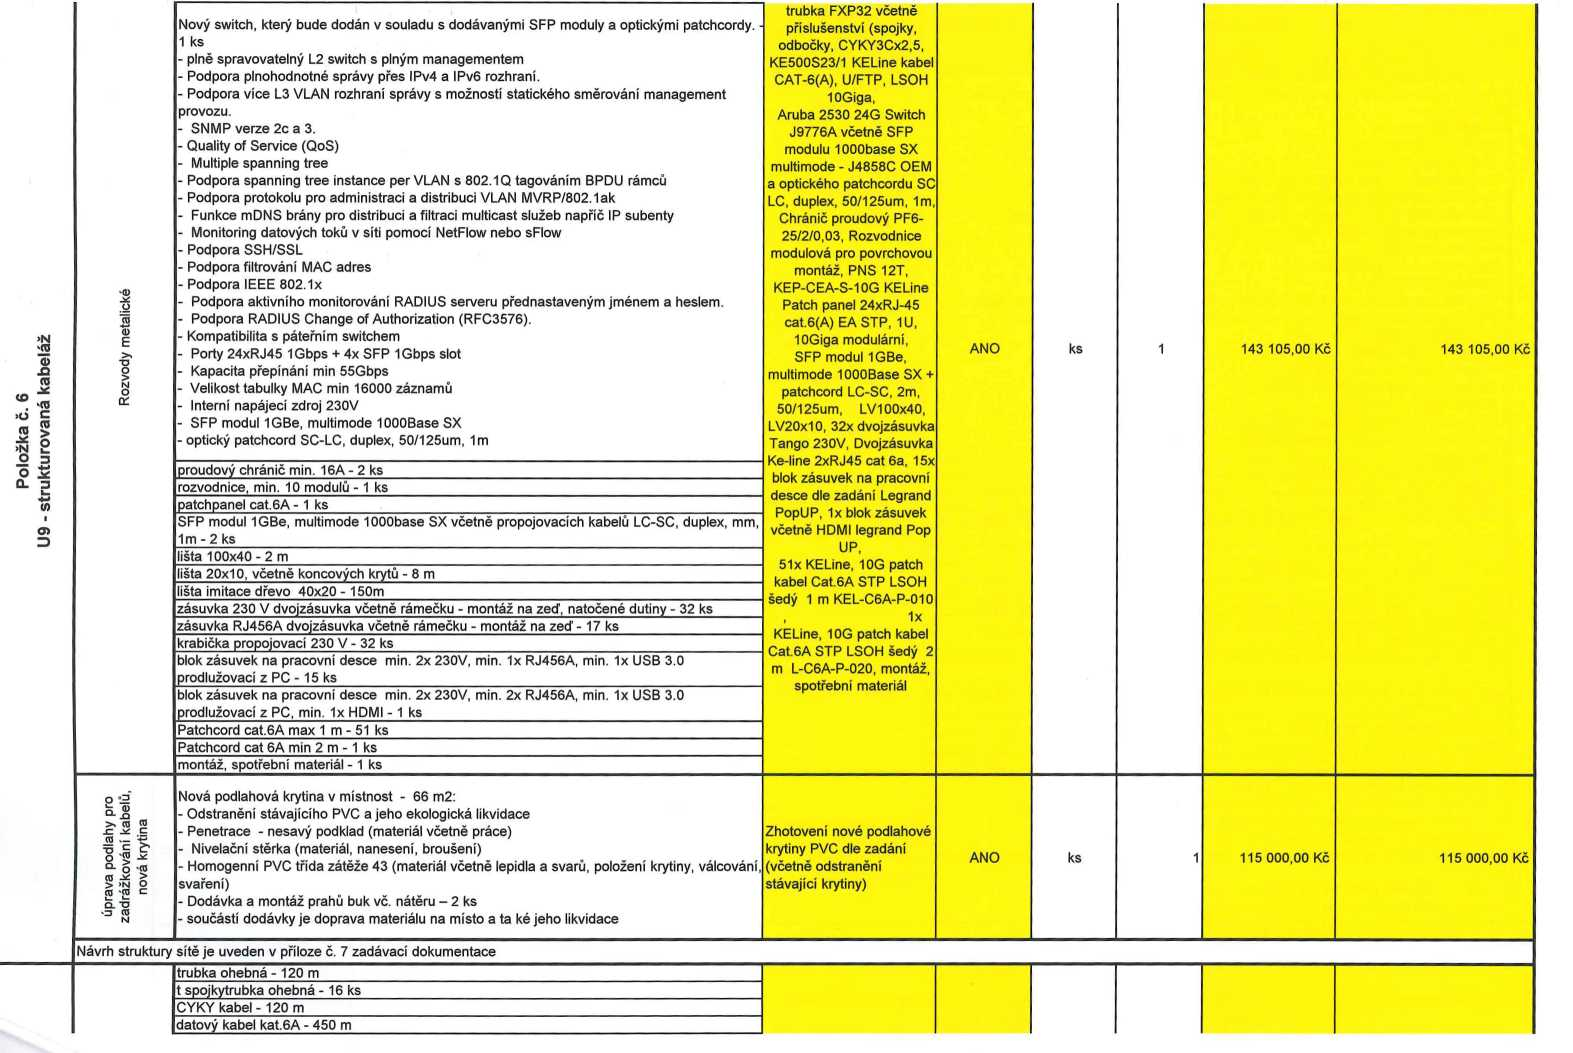 Položka č. 6
U9 - strukturovaná kabeláž
Rozvody metalické
Nový switch, který bude dodán v souladu s dodávanými SFP moduly a optickými patchcordy. -
1 ks
- plně spravovatelný L2 switch s plným managementem
- Podpora plnohodnotné správy přes IPv4 a IPv6 rozhraní.
- Podpora více L3 VLAN rozhraní správy s možností statického směrování management
provozu.
- SNMP verze 2c a 3.
- Quality of Service (QoS)
- Multiple spanning tree
- Podpora spanning tree instance per VLAN s 802.1Q tagováním BPDU rámců
- Podpora protokolu pro administraci a distribuci VLAN MVRP/802.1ak
- Funkce mDNS brány pro distribuci a filtraci multicast služeb napříč IP subenty
- Monitoring datových toků v síti pomocí NetFlow nebo sFlow
- Podpora SSH/SSL
- Podpora filtrování MAC adres
- Podpora IEEE 802.1x
- Podpora aktivního monitorování RADIUS serveru přednastaveným jménem a heslem.
- Podpora RADIUS Change of Authorization (RFC3576).
- Kompatibilita s páteřním switchem
- Porty 24xRJ45 1Gbps + 4x SFP 1Gbps slot
- Kapacita přepínání min 55Gbps
- Velikost tabulky MAC min 16000 záznamů
- Interní napájecí zdroj 230V
- SFP modul 1GBe, multimode 1000Base SX
- optický patchcord SC-LC, duplex, 50/125um, 1m
proudový chránič min. 16A - 2 ks
rozvodnice, min. 10 modulů - 1 ks
patchpanel cat.6A - 1 ks
SFP modul 1GBe, multimode 1000base SX včetně propojovacích kabelů LC-SC, duplex, mm,
1m - 2 ks
lišta 100x40 - 2 m
lišta 20x10, včetně koncových krytů - 8 m
lišta imitace dřevo 40x20 - 150m
zásuvka 230 V dvojzásuvka včetně rámečku - montáž na zeď, natočené dutiny - 32 ks
zásuvka RJ456A dvojzásuvka včetně rámečku - montáž na zeď - 17 ks
krabička propojovací 230 V - 32 ks
blok zásuvek na pracovní desce min. 2x 230V, min. 1x RJ456A, min. 1x USB 3.0
prodlužovací z PC - 15 ks
blok zásuvek na pracovní desce min. 2x 230V, min. 2x RJ456A, min. 1x USB 3.0
prodlužovací z PC, min. 1x HDMI - 1 ks
Patchcord cat.6A max 1 m - 51 ks
Patchcord cat 6A min 2 m - 1 ks
montáž, spotřební materiál - 1 ks
trubka FXP32 včetně
příslušenství (spojky,
odbočky, CYKY3Cx2,5,
KE500S23/1 KELine kabel
CAT-6(A), U/FTP, LSOH
10Giga,
Aruba 2530 24G Switch
J9776A včetně SFP
modulu 1000base SX
multimode - J4858C OEM
a optického patchcordu SC
LC, duplex, 50/125um, 1m,
Chránič proudový PF6-
25/2/0,03, Rozvodnice
modulová pro povrchovou
montáž, PNS 12T,
KEP-CEA-S-10G KELine
Patch panel 24xRJ-45
cat.6(A) EA STP, 1U,
10Giga modulární,
SFP modul 1GBe,
multimode 1000Base SX +
patchcord LC-SC, 2m,
50/125um, LV100x40,
LV20x10, 32x dvojzásuvka
Tango 230V, Dvojzásuvka
Ke-line 2xRJ45 cat 6a, 15x
blok zásuvek na pracovní
desce dle zadání Legrand
PopUP, 1x blok zásuvek
včetně HDMI legrand Pop
UP,
51x KELine, 10G patch
kabel Cat.6A STP LSOH
šedý 1 m KEL-C6A-P-010
, 1x
KELine, 10G patch kabel
Cat.6A STP LSOH šedý 2
m L-C6A-P-020, montáž,
spotřební materiál
ANO ks 1 143 105,00 Kč 143 105,00 Kč
úprava podlahy pro
zadrážkování kabelů,
nová krytina
Nová podlahová krytina v místnost - 66 m2:
- Odstranění stávajícího PVC a jeho ekologická likvidace
- Penetrace - nesavý podklad (materiál včetně práce)
- Nivelační stěrka (materiál, nanesení, broušení)
- Homogenní PVC třída zátěže 43 (materiál včetně lepidla a svarů, položení krytiny, válcování,
svaření)
- Dodávka a montáž prahů buk vč. nátěru – 2 ks
- součástí dodávky je doprava materiálu na místo a ta ké jeho likvidace
Zhotovení nové podlahové
krytiny PVC dle zadání
(včetně odstranění
stávající krytiny)
ANO ks 1 115 000,00 Kč 115 000,00 Kč
Návrh struktury sítě je uveden v příloze č. 7 zadávací dokumentace
trubka ohebná - 120 m
t spojkytrubka ohebná - 16 ks
CYKY kabel - 120 m
datový kabel kat.6A - 450 m